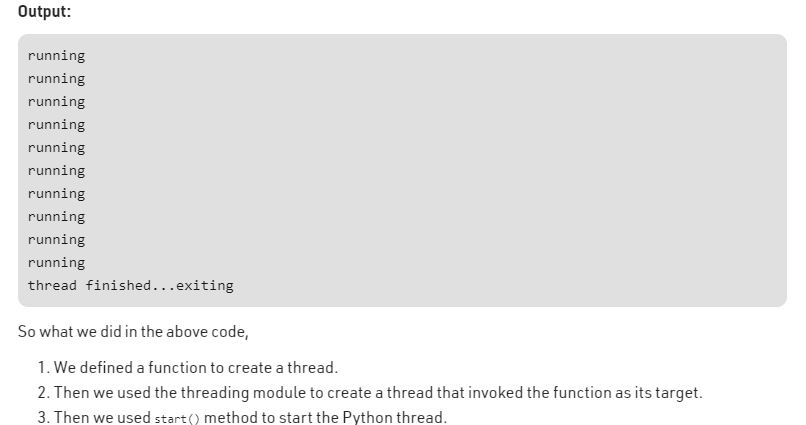 Output:
running
running
running
running
running
running
running
running
running
running
thread finished...exiting
So what we did in the above code,
1. We defined a function to create a thread.
2. Then we used the threading module to create a thread that invoked the function as its target.
3. Then we used start() method to start the Python thread.